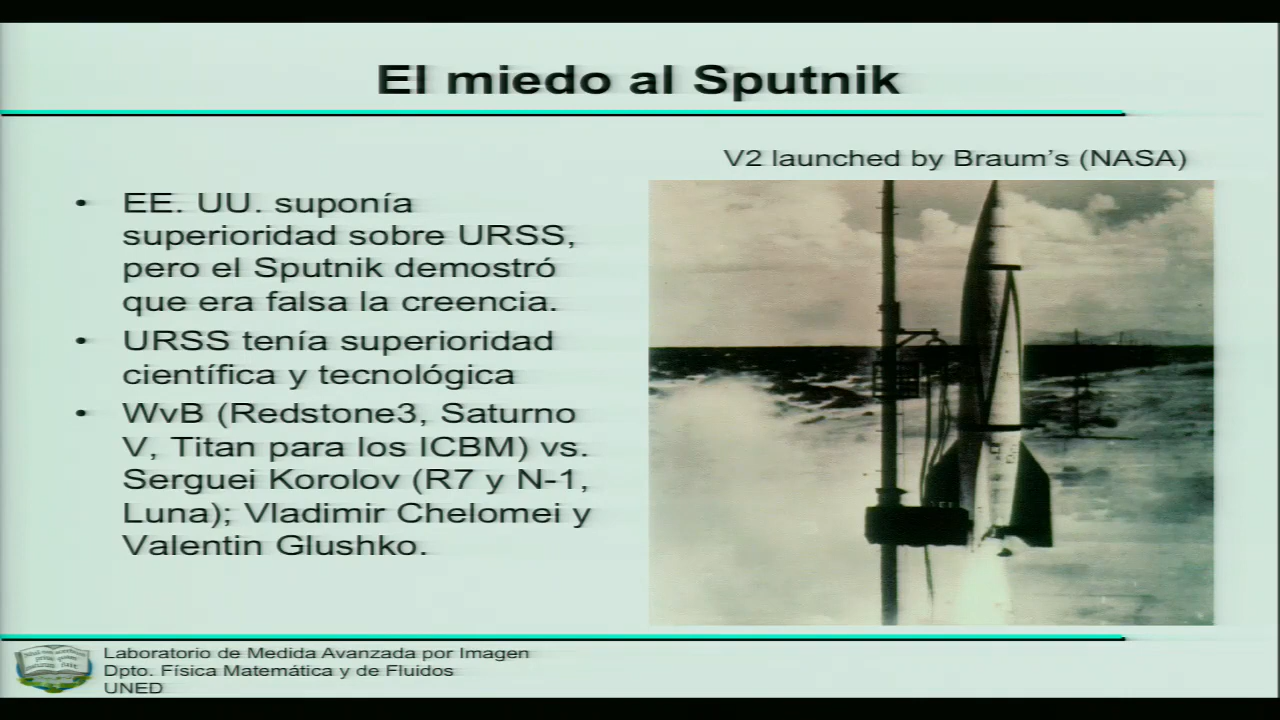 El miedo al Sputnik
V2 launched by Braum's (NASA)
• EE. UU. suponía
superioridad sobre URSS,
pero el Sputnik demostró
que era falsa la creencia.
• URSS tenía superioridad
científica y tecnológica
• WvB (Redstone3, Saturno
V, Titan para los ICBM) vs.
Serguei Korolov (R7 y N-1,
Luna); Vladimir Chelomei y
Valentin Glushko.
Laboratorio de Medida Avanzada por Imagen
Dpto. Física Matemática y de Fluidos
UNED